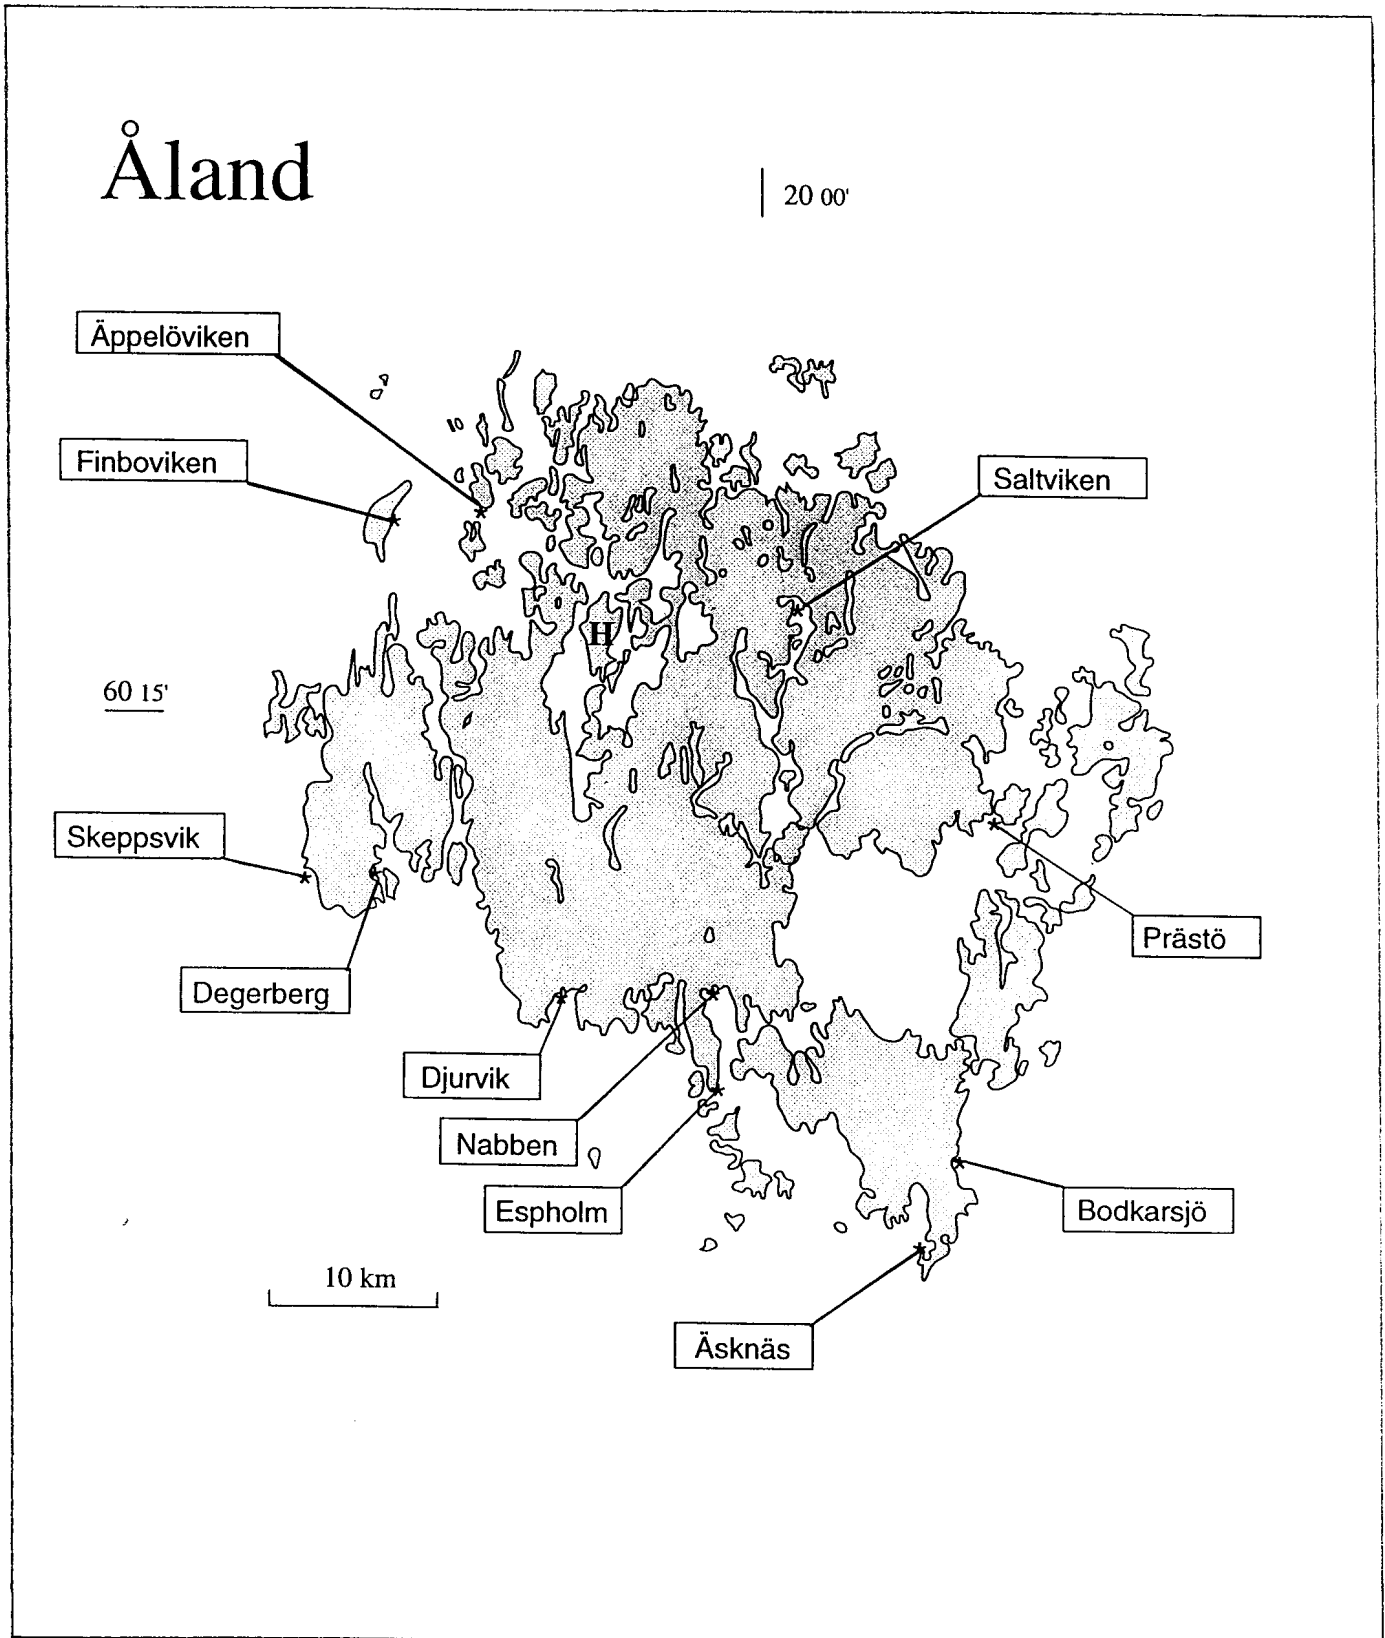 Åland
20 00'
Äppelöviken
Finboviken
Saltviken
H
60 15'
Skeppsvik
Prästö
Degerberg
Djurvik
Nabben
Espholm
Bodkarsjö
10 km
Äsknäs